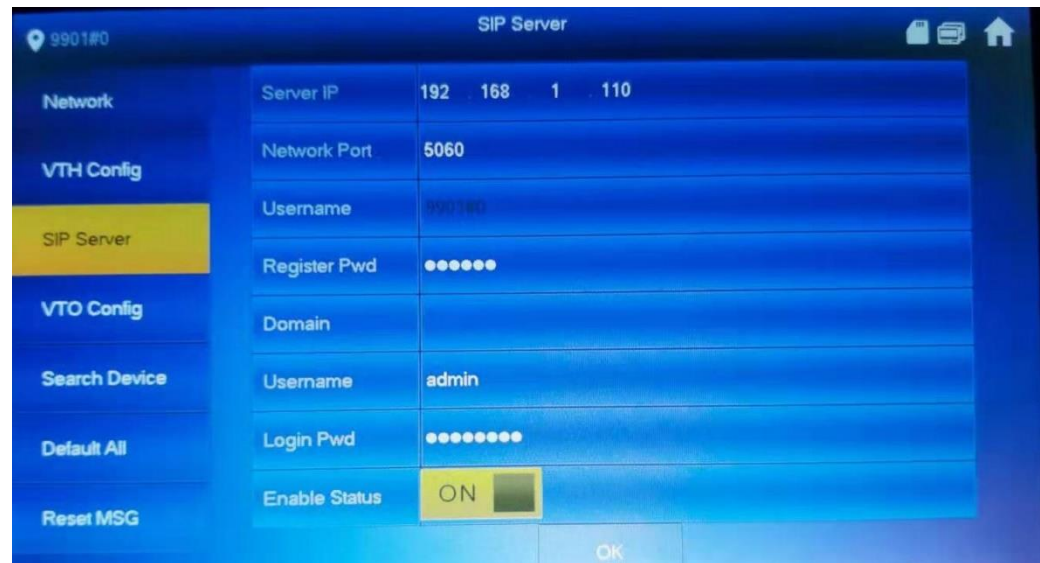 SIP Server
9901#0
Network
VTH Config
SIP Server
VTO Config
Search Device
Default All
Reset MSG
Server IP 192 . 168 . 1 . 110
Network Port 5060
Username 9901#0
Register Pwd ●●●●●●
Domain
Username admin
Login Pwd ●●●●●●●●
Enable Status ON
OK